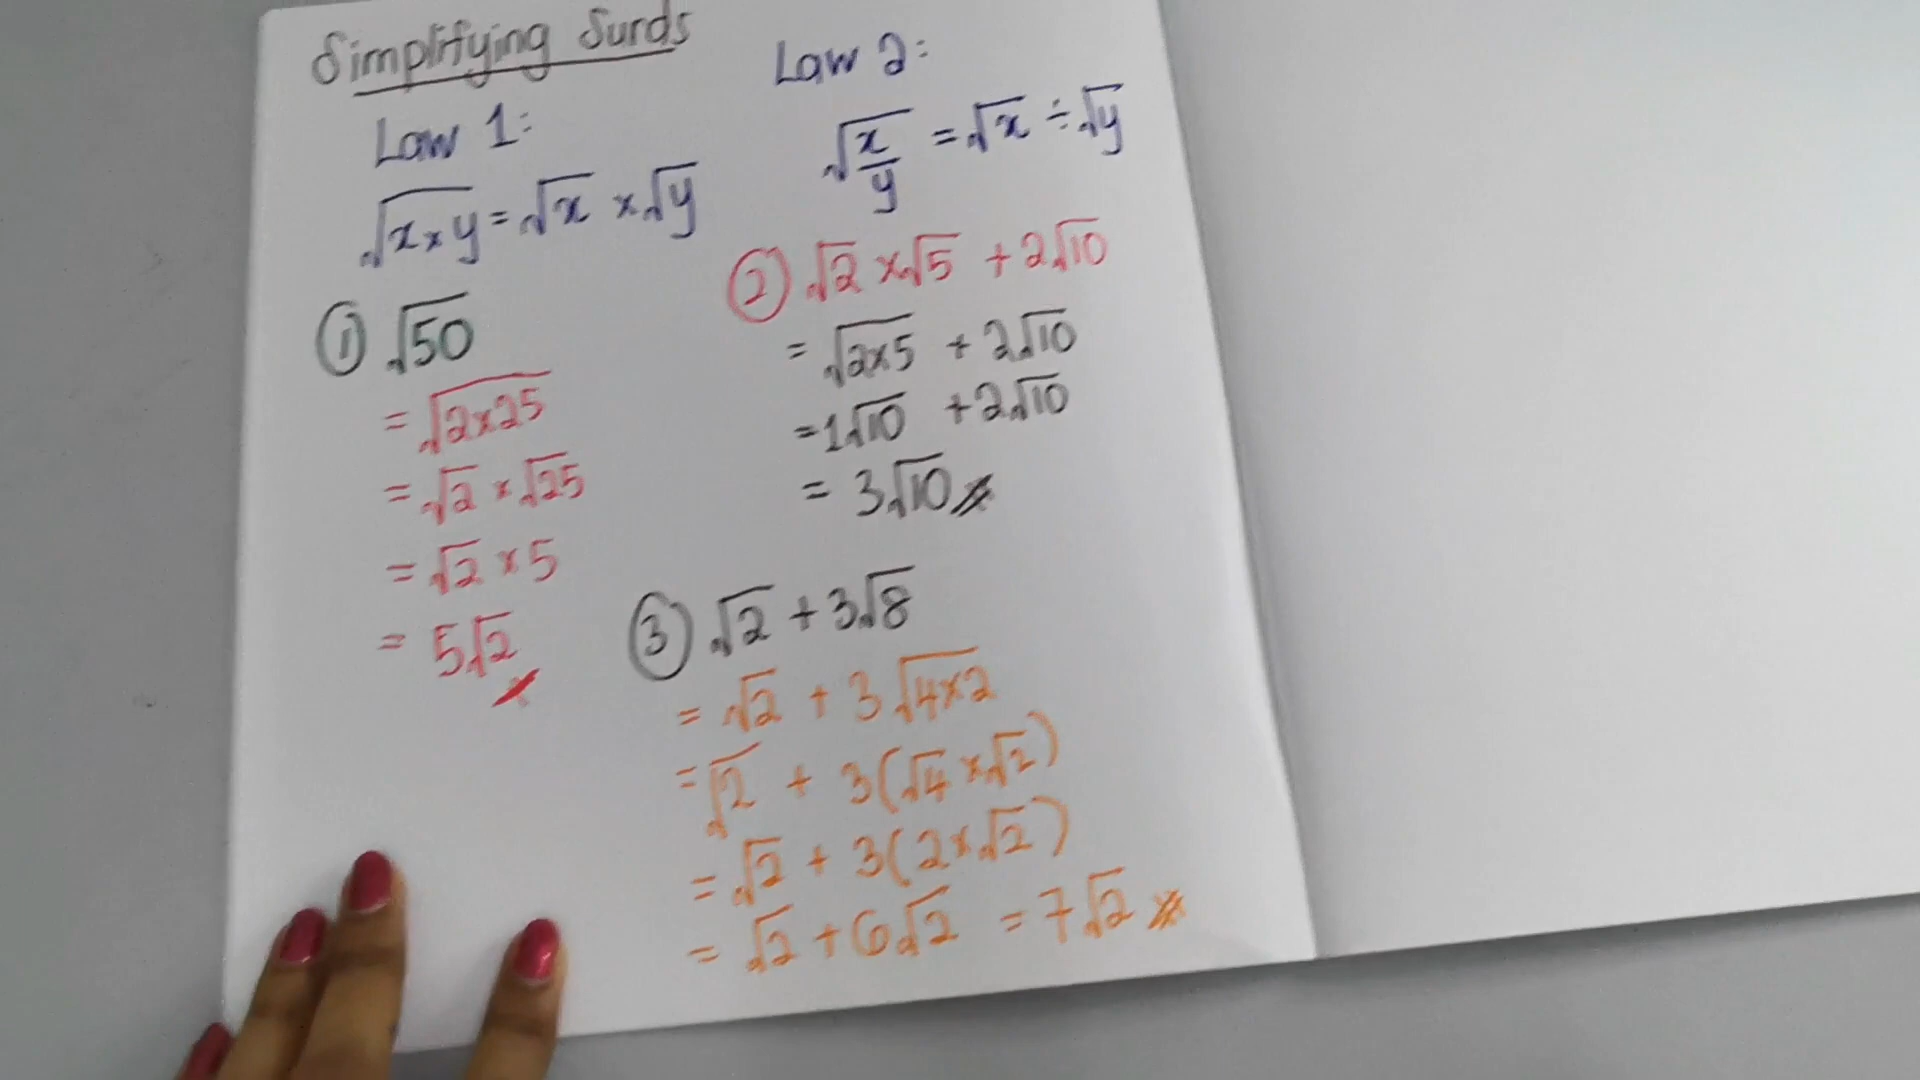 Simplifying Surds
Law 1:
√(x×y) = √x × √y
Law 2:
√(x/y) = √x ÷ √y
① √50
= √(2×25)
= √2 × √25
= √2 × 5
= 5√2
② √2 × √5 + 2√10
= √(2×5) + 2√10
= 1√10 + 2√10
= 3√10
③ √2 + 3√8
= √2 + 3√(4×2)
= √2 + 3(√4 × √2)
= √2 + 3(2×√2)
= √2 + 6√2 = 7√2